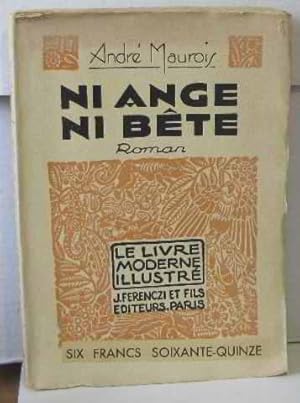 André Maurois
NI ANGE
NI BÊTE
Roman
LE LIVRE
MODERNE
ILLUSTRÉ
J. FERENCZI ET FILS
EDITEURS.PARIS
SIX FRANCS SOIXANTE-QUINZE